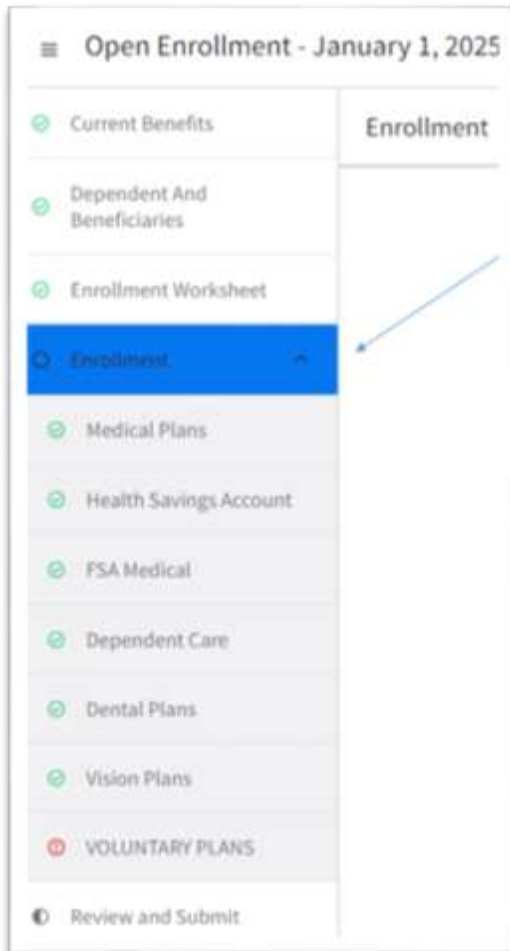 Open Enrollment - January 1, 2025
Current Benefits
Enrollment
Dependent And
Beneficiaries
Enrollment Worksheet
Enrollment
Medical Plans
Health Savings Account
FSA Medical
Dependent Care
Dental Plans
Vision Plans
VOLUNTARY PLANS
Review and Submit